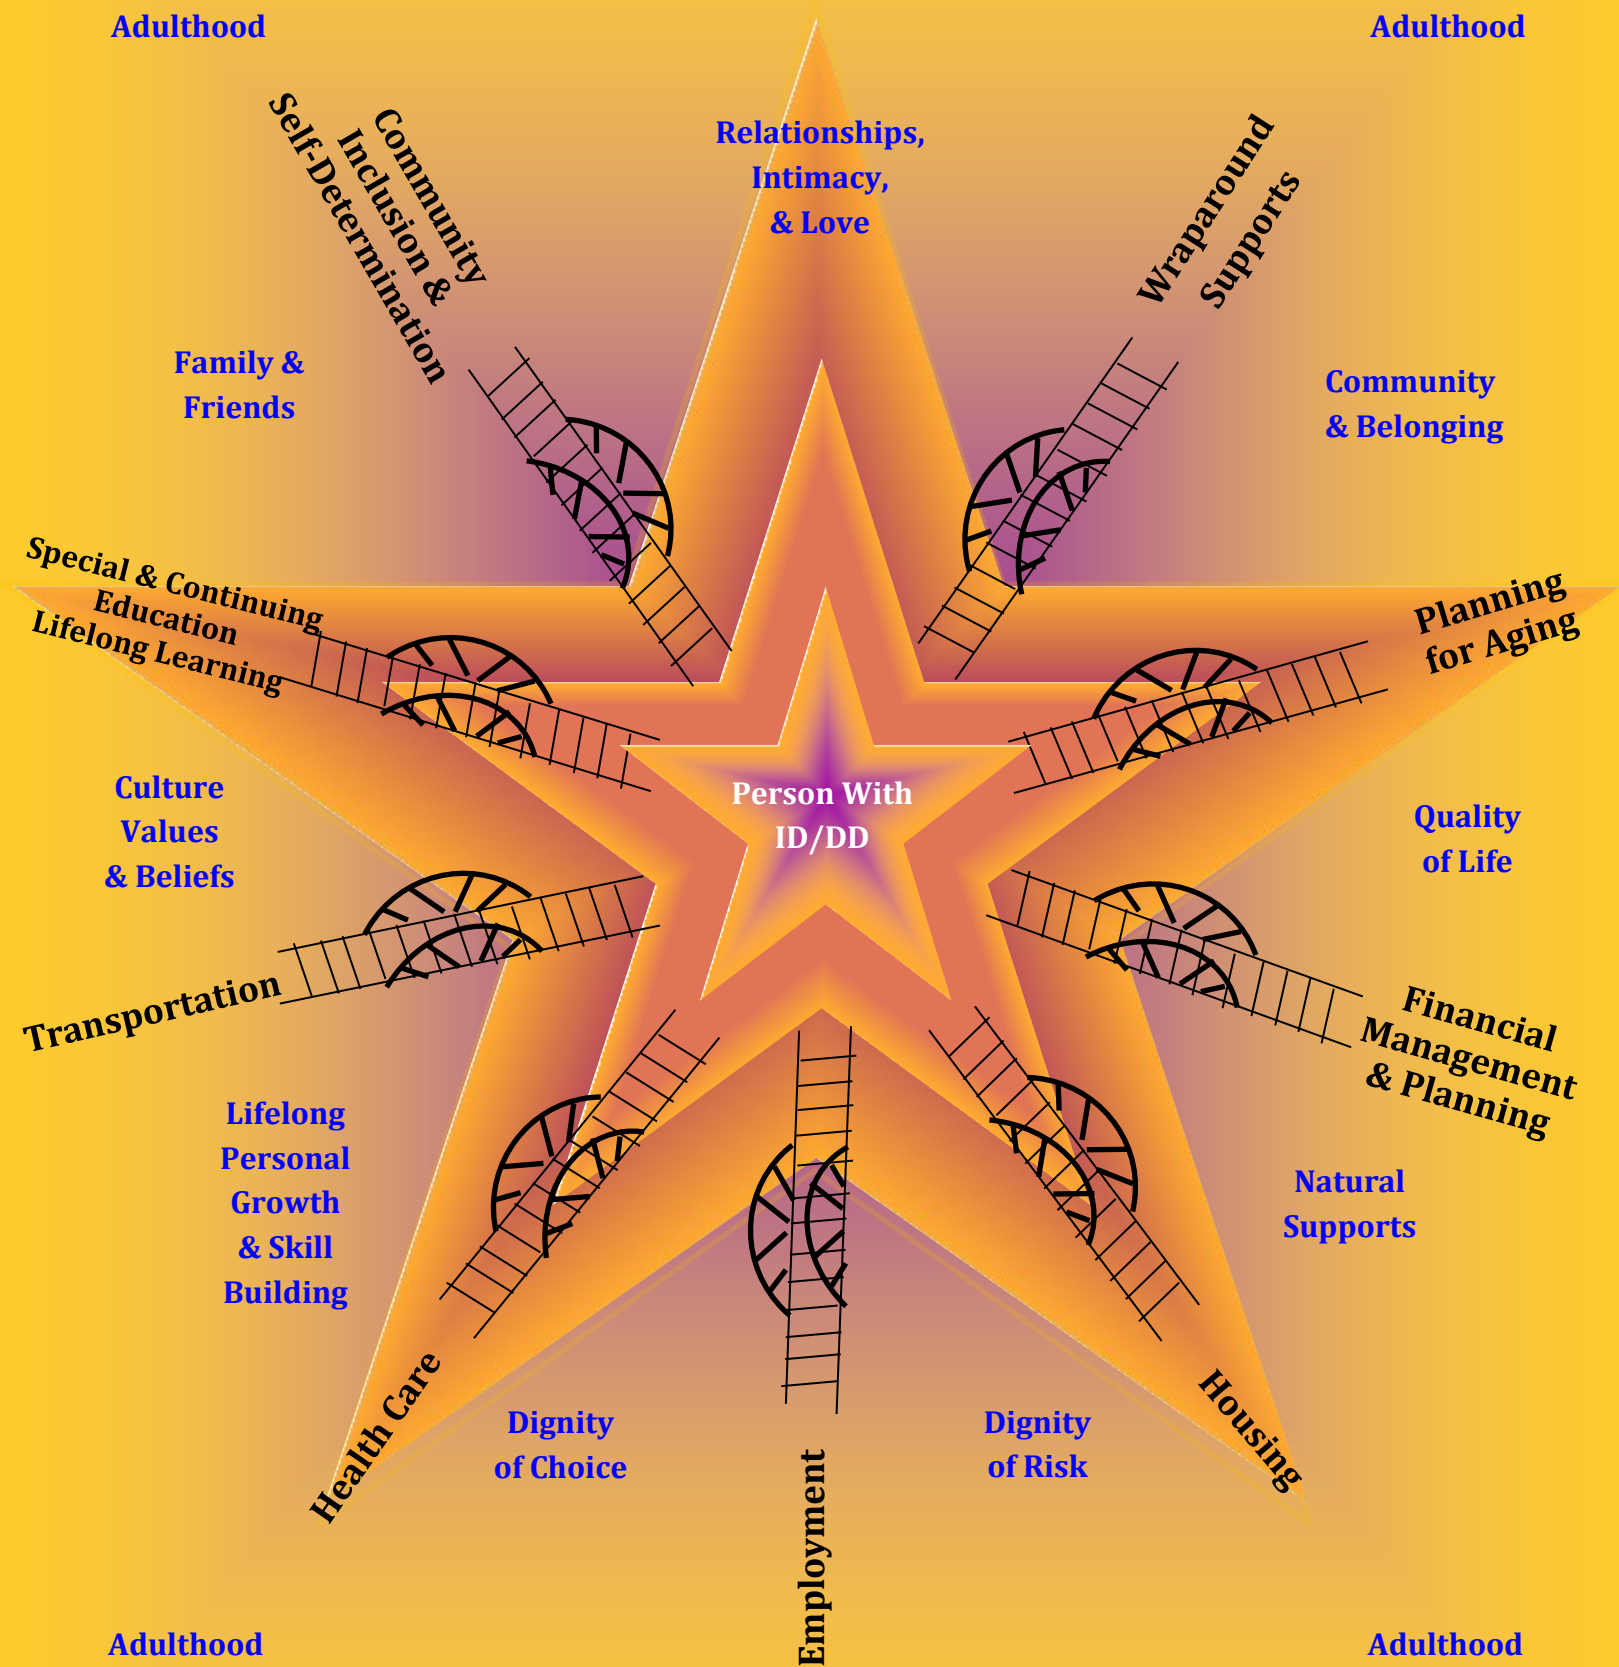 Adulthood
Adulthood
Relationships,
Intimacy,
& Love
Community
Inclusion &
Self-Determination
Wraparound
Supports
Family &
Friends
Community
& Belonging
Special & Continuing
Education
Lifelong Learning
Planning
for Aging
Person With
ID/DD
Culture
Values
& Beliefs
Quality
of Life
Transportation
Financial
Management
& Planning
Lifelong
Personal
Growth
& Skill
Building
Natural
Supports
Health Care
Housing
Dignity
of Choice
Dignity
of Risk
Employment
Adulthood
Adulthood